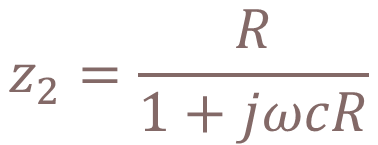 z₂ = R / (1 + jωcR)